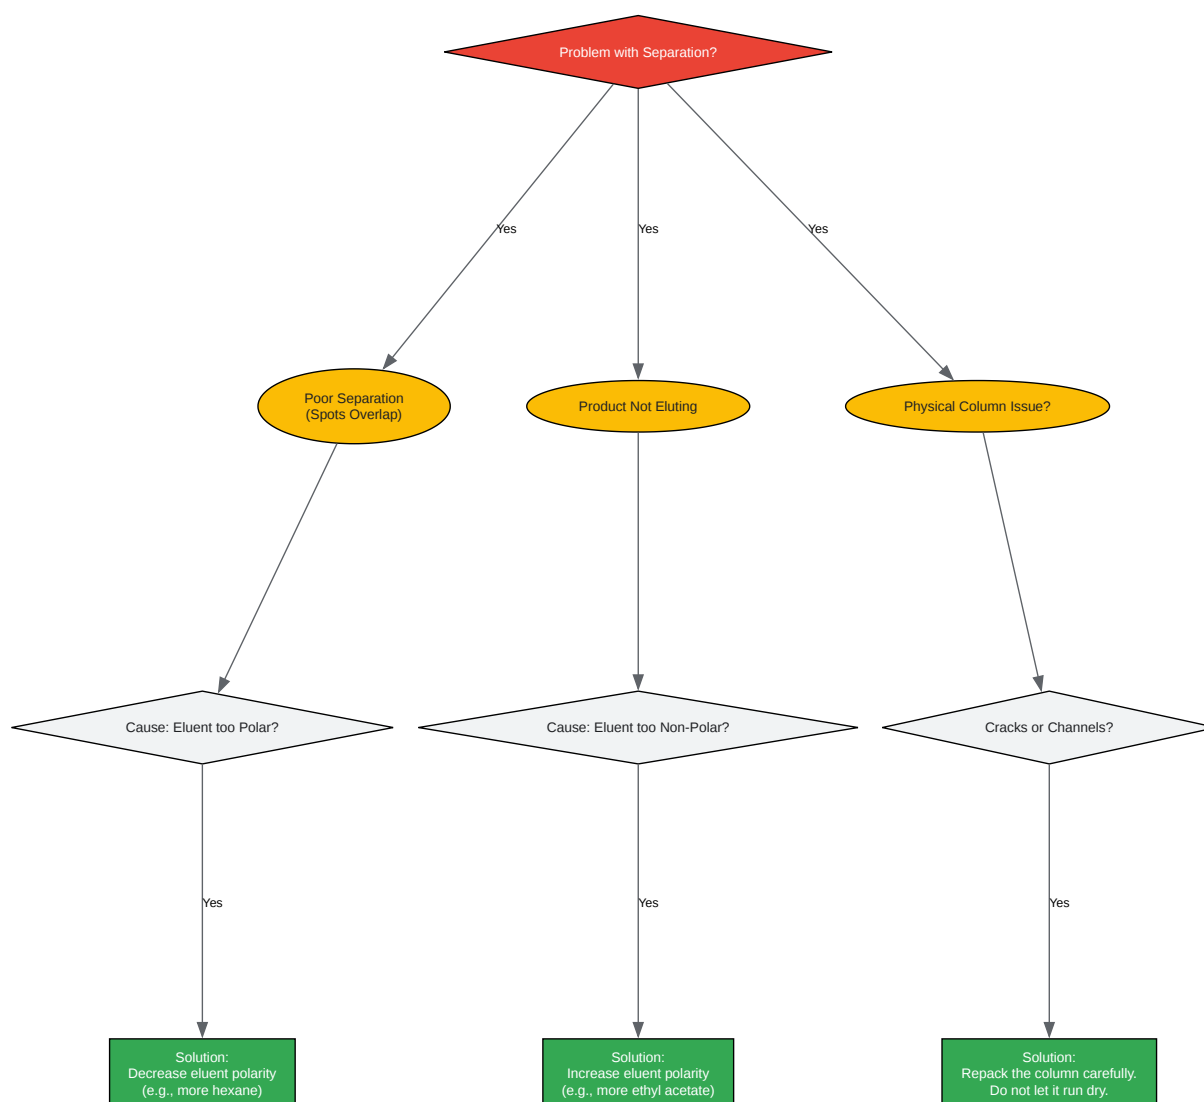 Problem with Separation?
Yes
Yes
Yes
Poor Separation
(Spots Overlap)
Product Not Eluting
Physical Column Issue?
Cause: Eluent too Polar?
Cause: Eluent too Non-Polar?
Cracks or Channels?
Yes
Yes
Yes
Solution:
Decrease eluent polarity
(e.g., more hexane)
Solution:
Increase eluent polarity
(e.g., more ethyl acetate)
Solution:
Repack the column carefully.
Do not let it run dry.